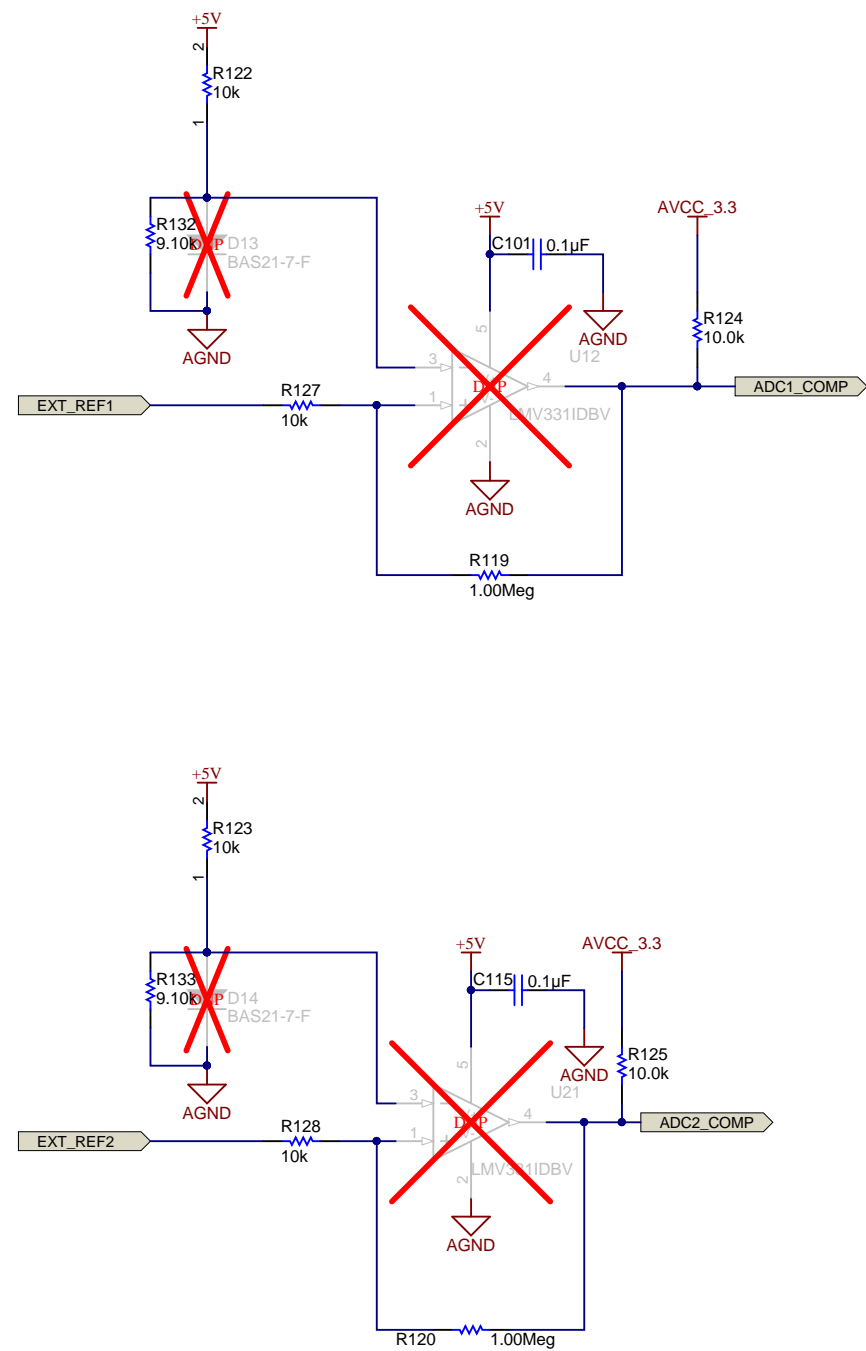 +5V
2
R122
10k
1
R132
9.10k
D13
BAS21-7-F
AGND
+5V
C101
0.1µF
AGND
AVCC_3.3
R124
10.0k
U12
5
3
4
1
2
LMV331IDBV
AGND
EXT_REF1
R127
10k
ADC1_COMP
R119
1.00Meg
+5V
2
R123
10k
1
R133
9.10k
D14
BAS21-7-F
AGND
+5V
C115
0.1µF
AGND
AVCC_3.3
R125
10.0k
U21
5
3
4
1
2
LMV331IDBV
AGND
EXT_REF2
R128
10k
ADC2_COMP
R120
1.00Meg